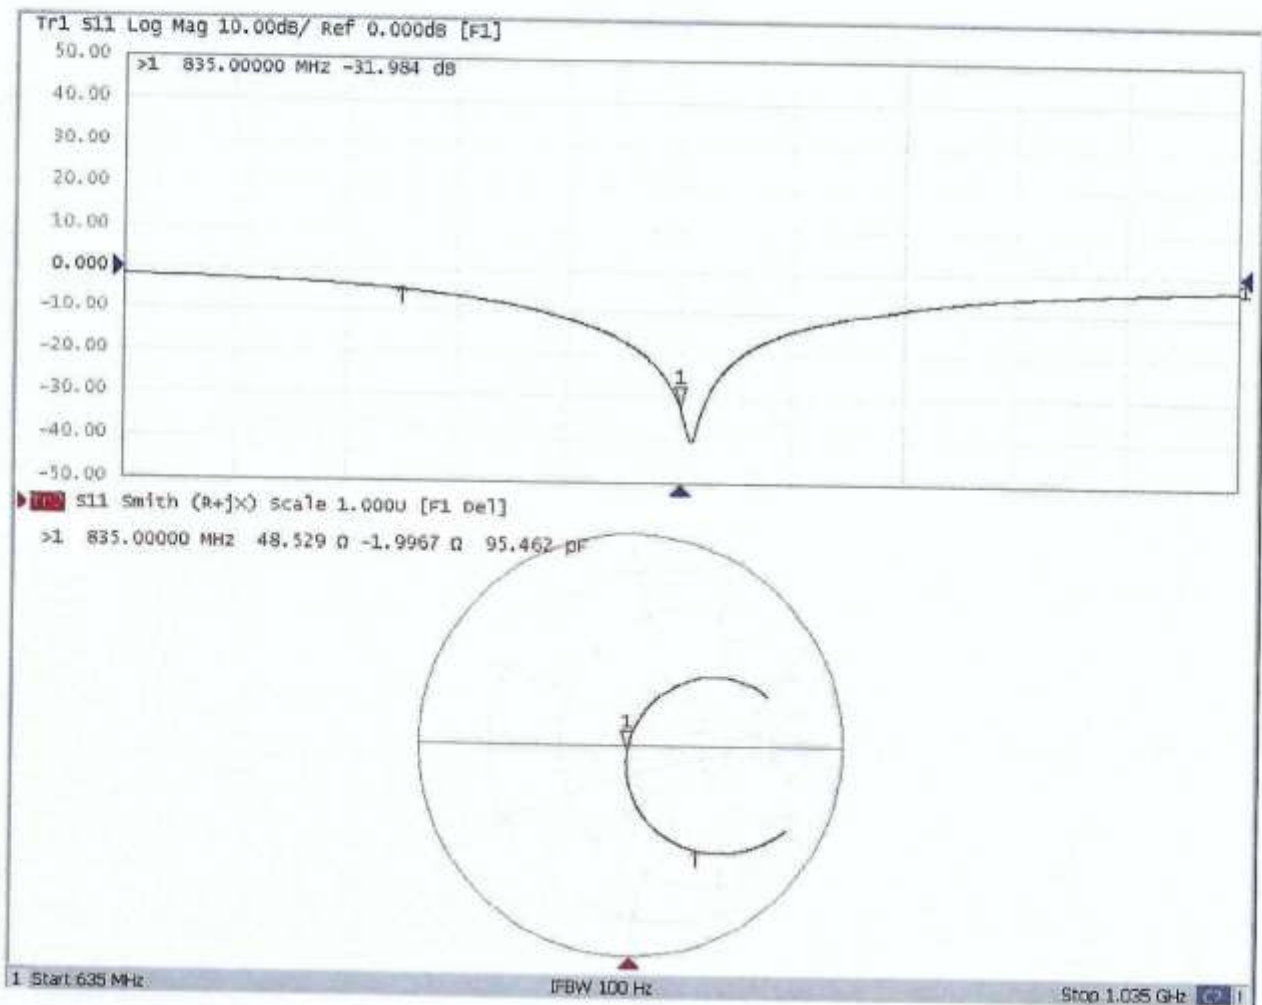 Tr1 S11 Log Mag 10.00dB/ Ref 0.000dB [F1]
50.00
>1 835.00000 MHz -31.984 dB
40.00
30.00
20.00
10.00
0.000
-10.00
-20.00
-30.00
-40.00
-50.00
1
1
S11 Smith (R+jX) Scale 1.000U [F1 Del]
>1 835.00000 MHz 48.529 Ω -1.9967 Ω 95.462 pF
1
1 Start 635 MHz
IFBW 100 Hz
Stop 1.035 GHz